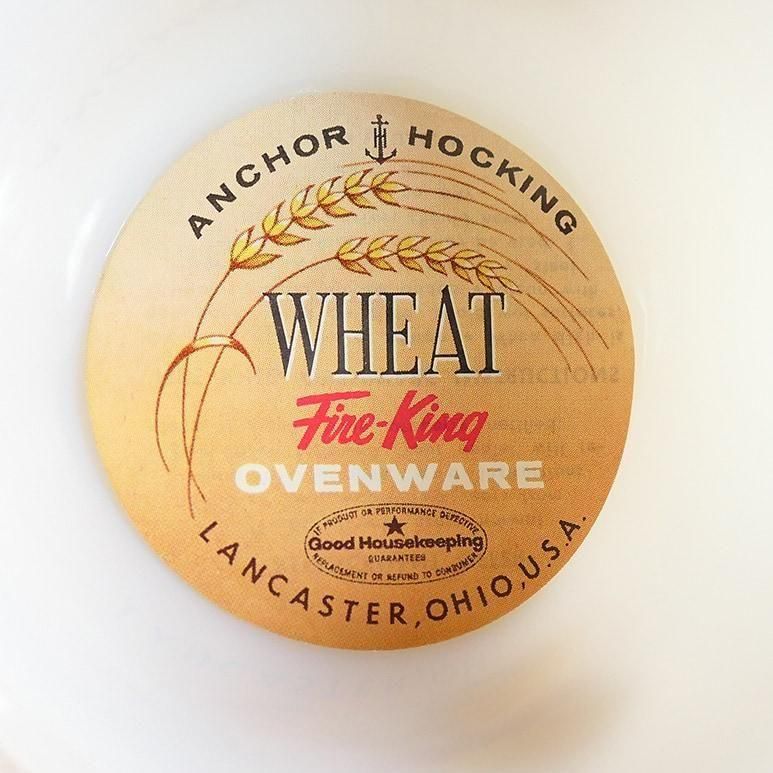 ANCHOR HOCKING
WHEAT
Fire-King
OVENWARE
IF PRODUCT OR PERFORMANCE DEFECTIVE
Good Housekeeping
GUARANTEES
REPLACEMENT OR REFUND TO CONSUMER
LANCASTER, OHIO, U.S.A.